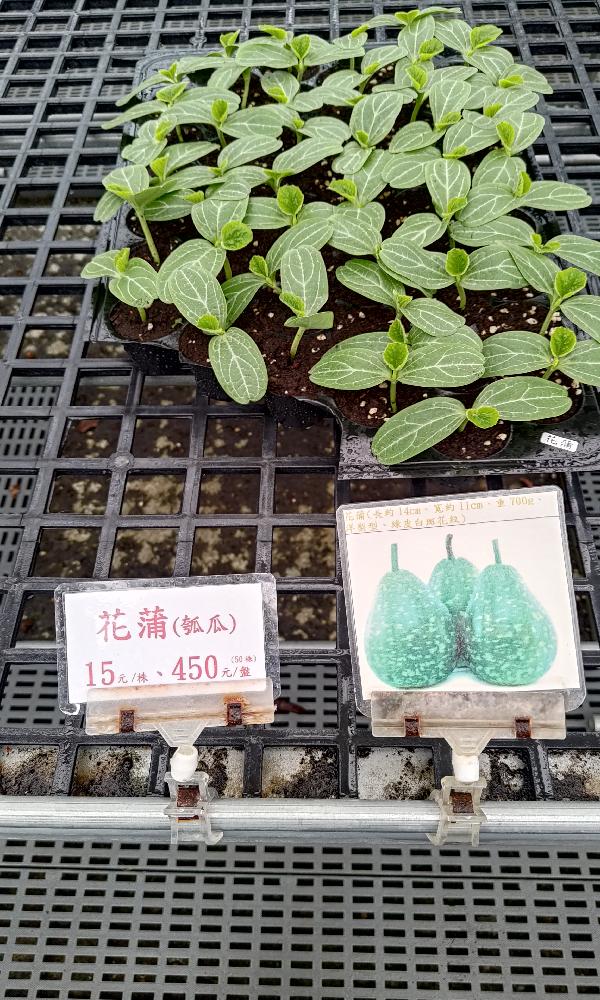 花蒲
花蒲(長約14cm、寬約11cm、重700g、
洋梨型、綠皮白斑花紋)
花蒲(瓠瓜)
15元/株、450元/盤(50株)